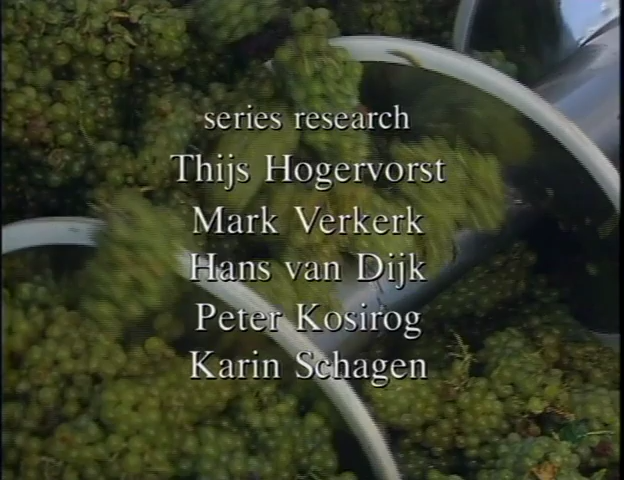 series research
Thijs Hogervorst
Mark Verkerk
Hans van Dijk
Peter Kosirog
Karin Schagen